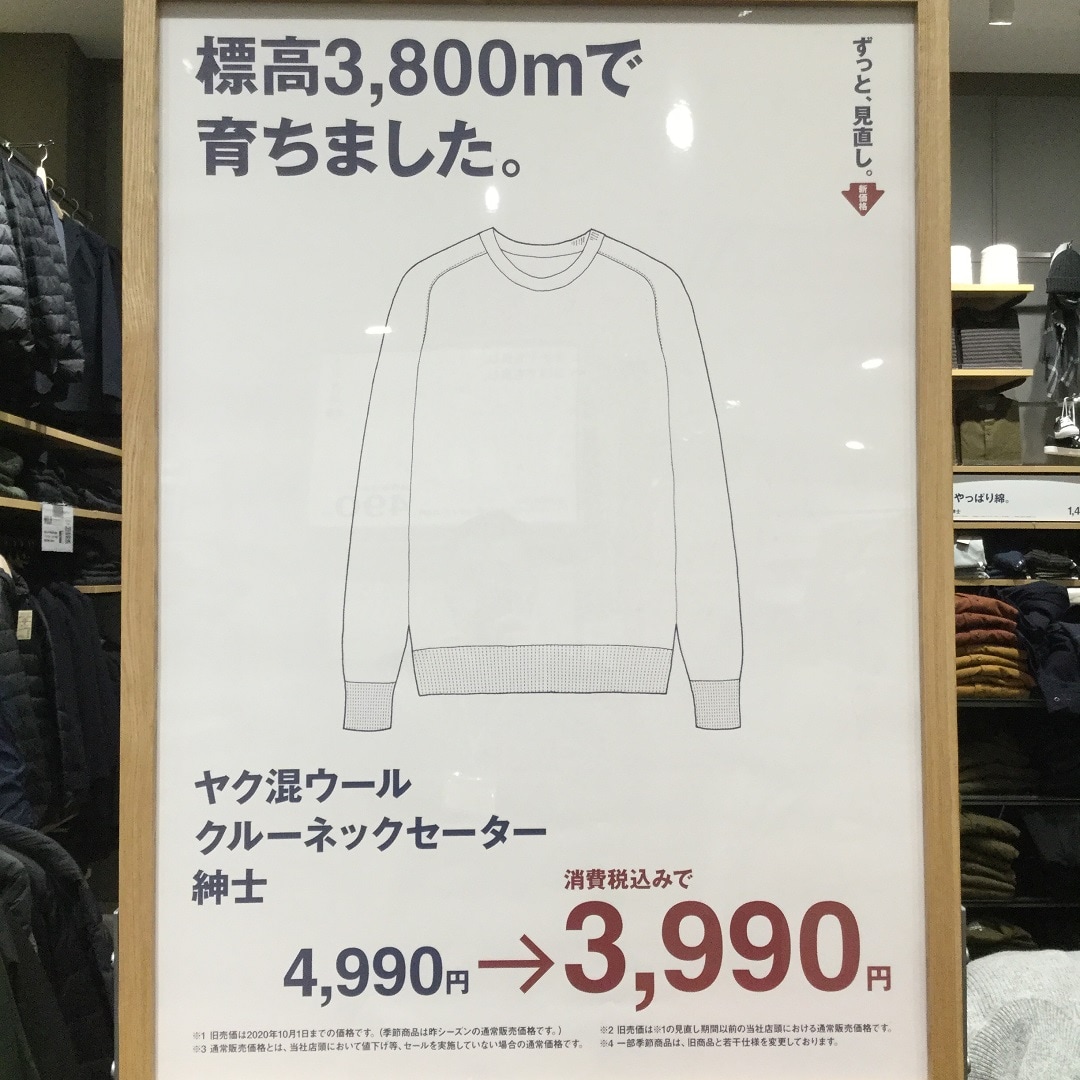 標高3,800mで
育ちました。
ずっと、見直し。
新価格
ヤク混ウール
クルーネックセーター
紳士
消費税込みで
4,990円→3,990円
※1 旧売価は2020年10月1日までの価格です。(季節商品は昨シーズンの通常販売価格です。)
※2 旧売価は※1の見直し期間以前の当社店頭における通常販売価格です。
※3 通常販売価格とは、当社店頭において値下げ等、セールを実施していない場合の通常価格です。
※4 一部季節商品は、旧商品と若干仕様を変更しております。
やっぱり綿。
紳士
1,4